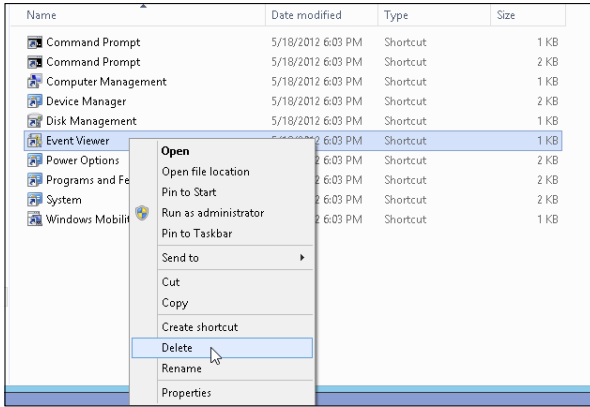 Name Date modified Type Size
Command Prompt 5/18/2012 6:03 PM Shortcut 1 KB
Command Prompt 5/18/2012 6:03 PM Shortcut 2 KB
Computer Management 5/18/2012 6:03 PM Shortcut 1 KB
Device Manager 5/18/2012 6:03 PM Shortcut 2 KB
Disk Management 5/18/2012 6:03 PM Shortcut 1 KB
Event Viewer 6:03 PM Shortcut 1 KB
Power Options 2 6:03 PM Shortcut 2 KB
Programs and Fe 2 6:03 PM Shortcut 2 KB
System 2 6:03 PM Shortcut 2 KB
Windows Mobilit 2 6:03 PM Shortcut 1 KB
Open
Open file location
Pin to Start
Run as administrator
Pin to Taskbar
Send to
Cut
Copy
Create shortcut
Delete
Rename
Properties